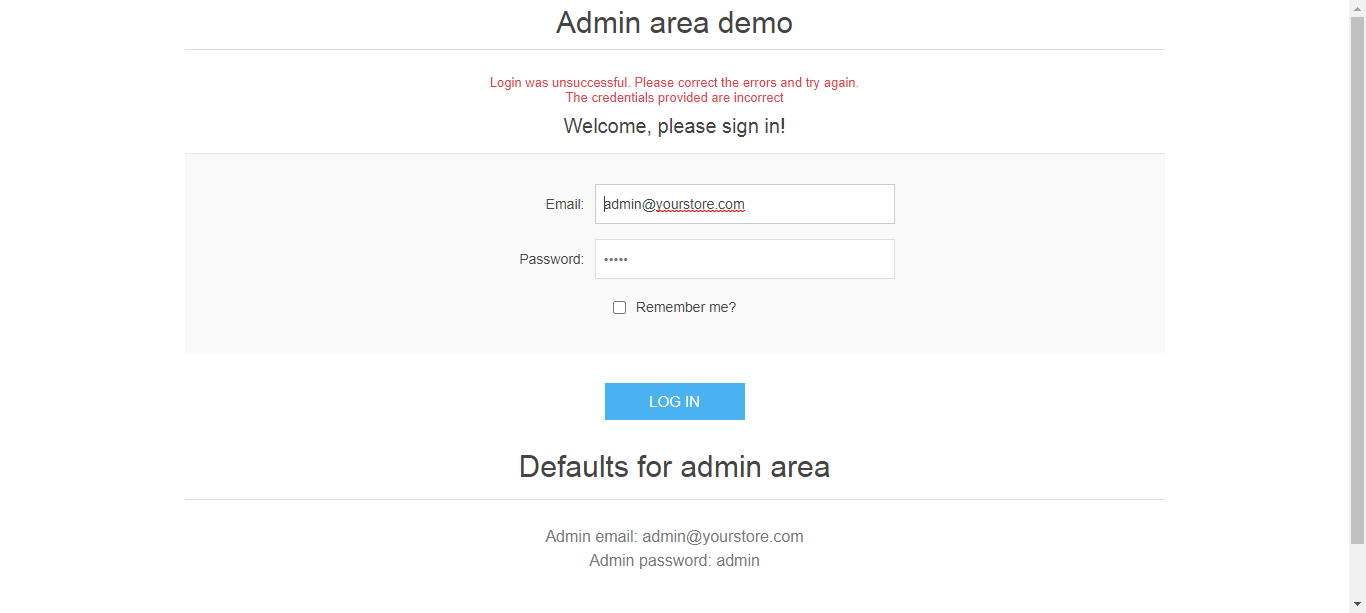 Admin area demo
Login was unsuccessful. Please correct the errors and try again.
The credentials provided are incorrect
Welcome, please sign in!
Email: admin@yourstore.com
Password: •••••
Remember me?
LOG IN
Defaults for admin area
Admin email: admin@yourstore.com
Admin password: admin